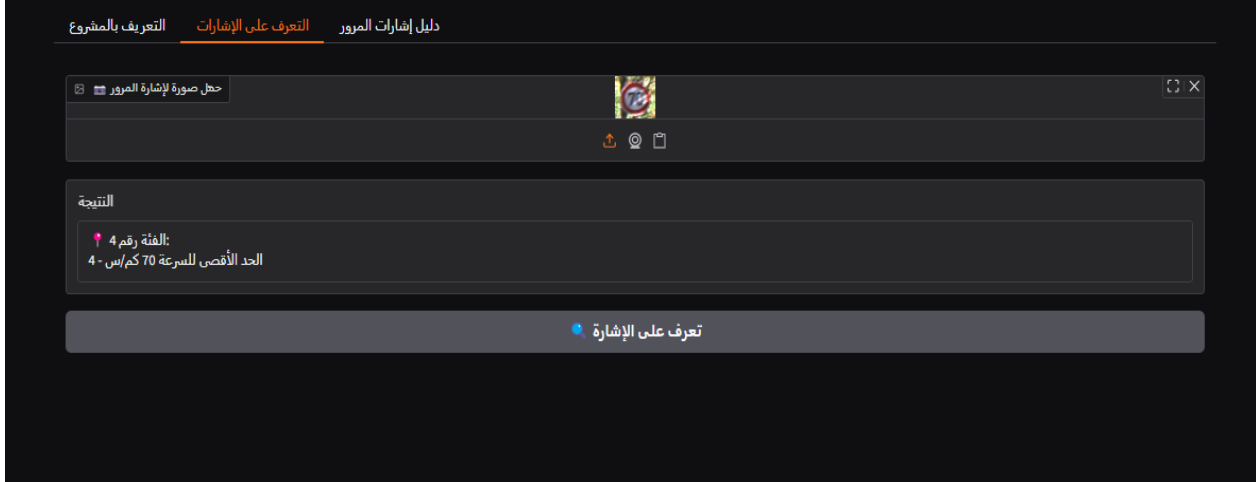 التعريف بالمشروع التعرف على الإشارات دليل إشارات المرور
حمل صورة لإشارة المرور
70
النتيجة
الفئة رقم 4:
الحد الأقصى للسرعة 70 كم/س - 4
تعرف على الإشارة